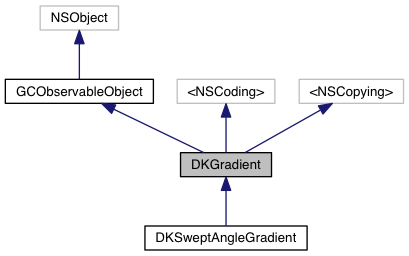 NSObject
GCObservableObject
<NSCoding>
<NSCopying>
DKGradient
DKSweptAngleGradient